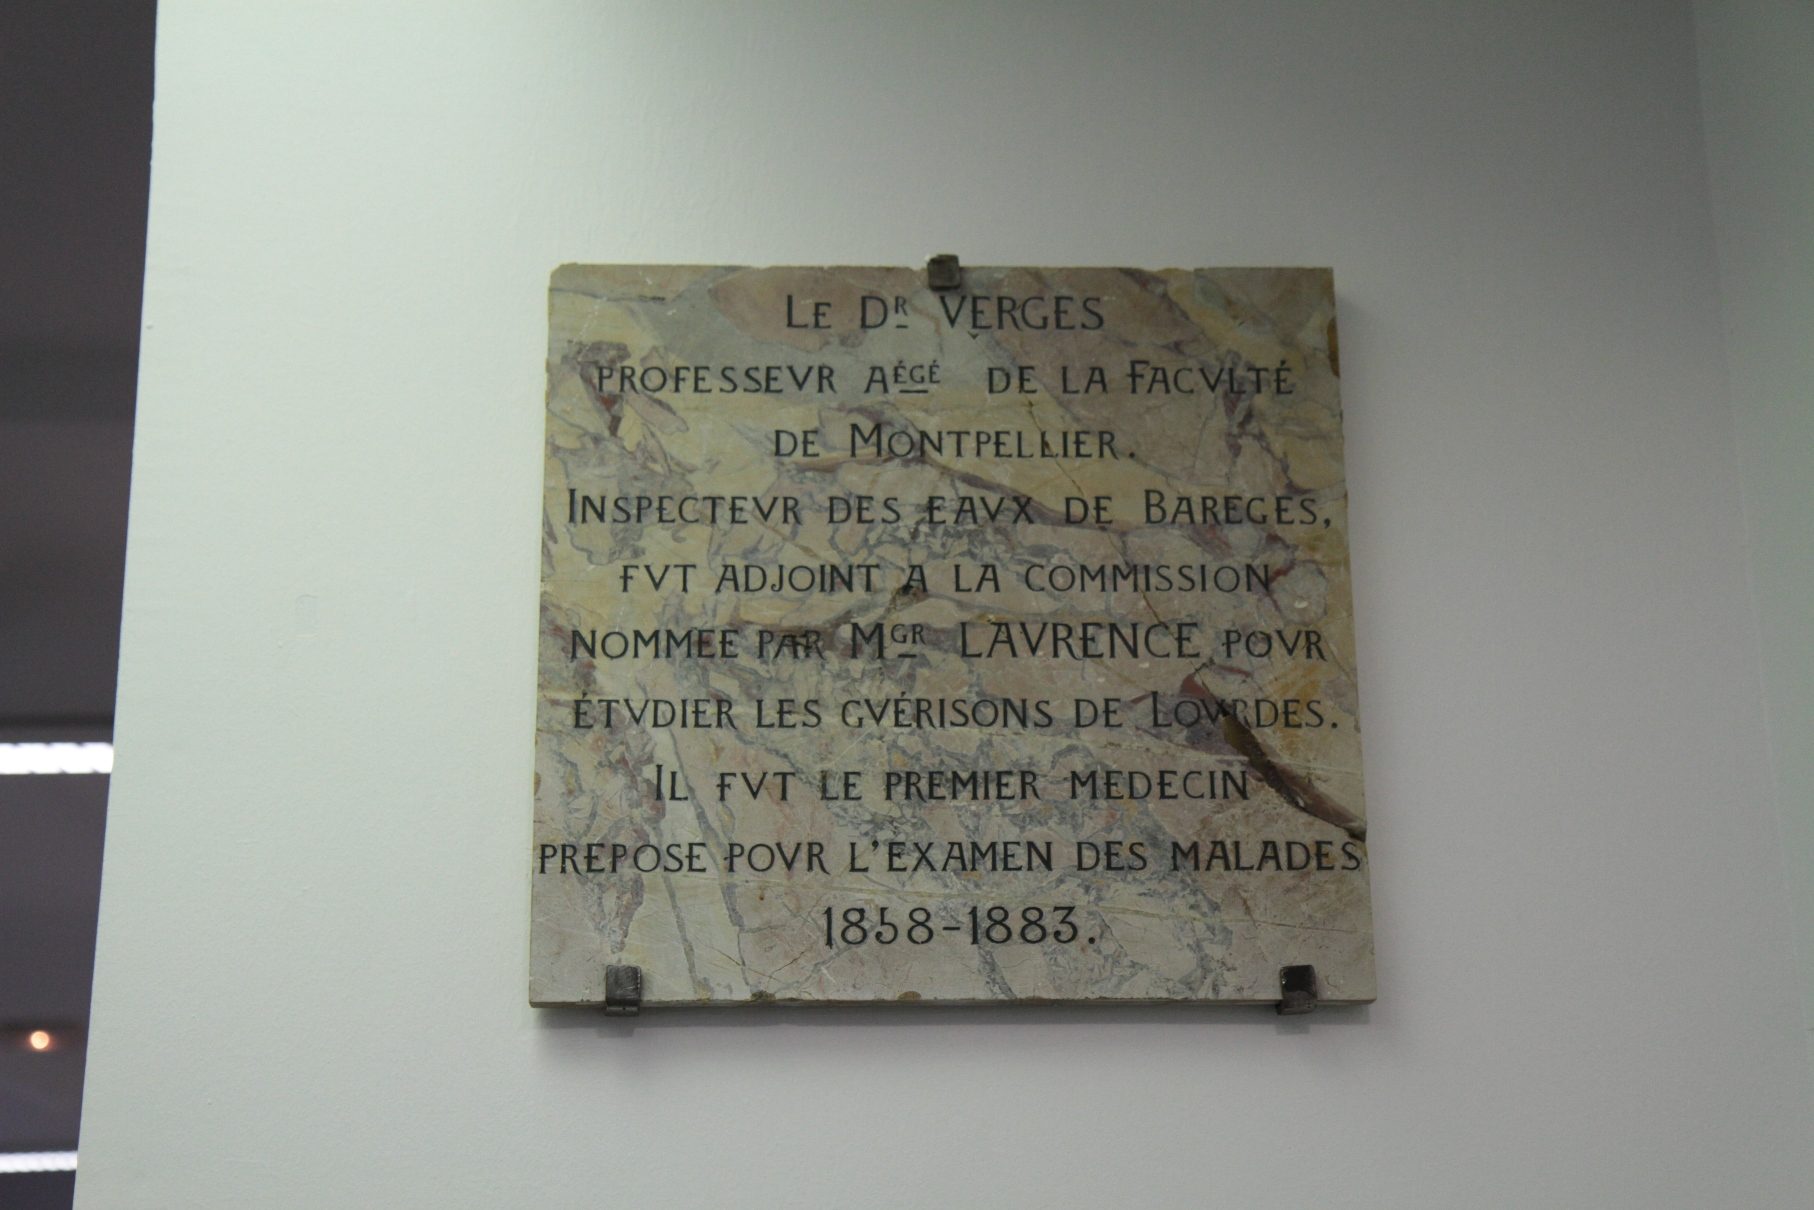 LE DR VERGES
PROFESSEVR AÉGÉ DE LA FACVLTÉ
DE MONTPELLIER.
INSPECTEVR DES EAVX DE BAREGES,
FVT ADJOINT A LA COMMISSION
NOMMEE PAR MGR LAVRENCE POVR
ÉTVDIER LES GVÉRISONS DE LOVRDES.
IL FVT LE PREMIER MEDECIN
PREPOSE POVR L'EXAMEN DES MALADES
1858-1883.